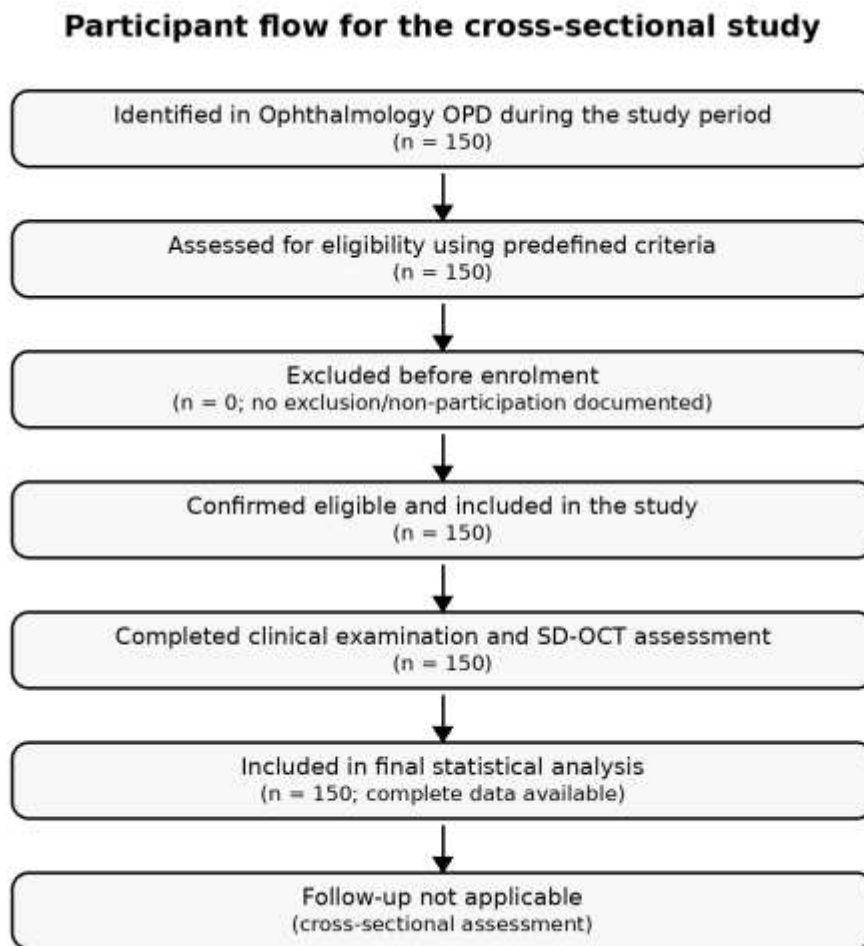 Participant flow for the cross-sectional study
Identified in Ophthalmology OPD during the study period
(n = 150)
Assessed for eligibility using predefined criteria
(n = 150)
Excluded before enrolment
(n = 0; no exclusion/non-participation documented)
Confirmed eligible and included in the study
(n = 150)
Completed clinical examination and SD-OCT assessment
(n = 150)
Included in final statistical analysis
(n = 150; complete data available)
Follow-up not applicable
(cross-sectional assessment)